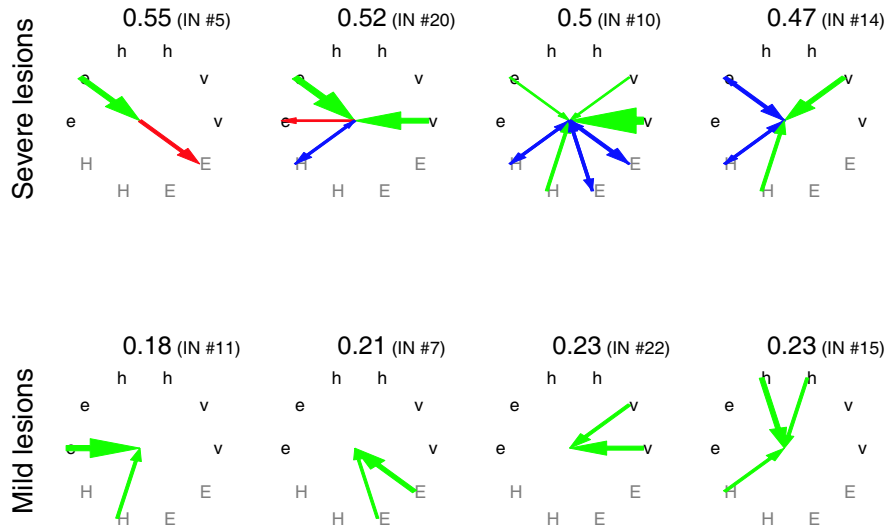 Severe lesions
0.55 (IN #5) 0.52 (IN #20) 0.5 (IN #10) 0.47 (IN #14)
h h h h h h h h
e v e v e v e v
e v e v e v e v
H E H E H E H E
H E H E H E H E
Mild lesions
0.18 (IN #11) 0.21 (IN #7) 0.23 (IN #22) 0.23 (IN #15)
h h h h h h h h
e v e v e v e v
e v e v e v e v
H E H E H E H E
H E H E H E H E